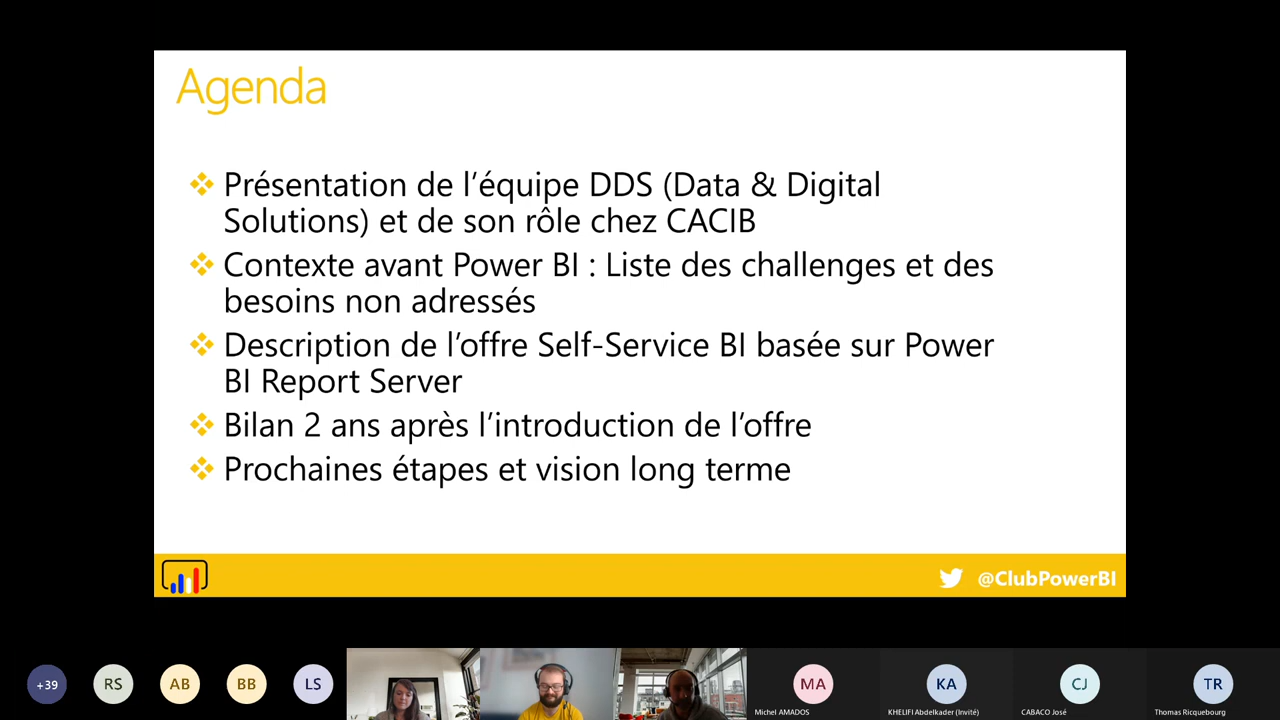 Agenda
Présentation de l’équipe DDS (Data & Digital
Solutions) et de son rôle chez CACIB
Contexte avant Power BI : Liste des challenges et des
besoins non adressés
Description de l’offre Self-Service BI basée sur Power
BI Report Server
Bilan 2 ans après l’introduction de l’offre
Prochaines étapes et vision long terme
@ClubPowerBI
+39
RS
AB
BB
LS
MA
KA
CJ
TR
Michel AMADOS
KHELIFI Abdelkader (Invité)
CABACO José
Thomas Ricquebourg